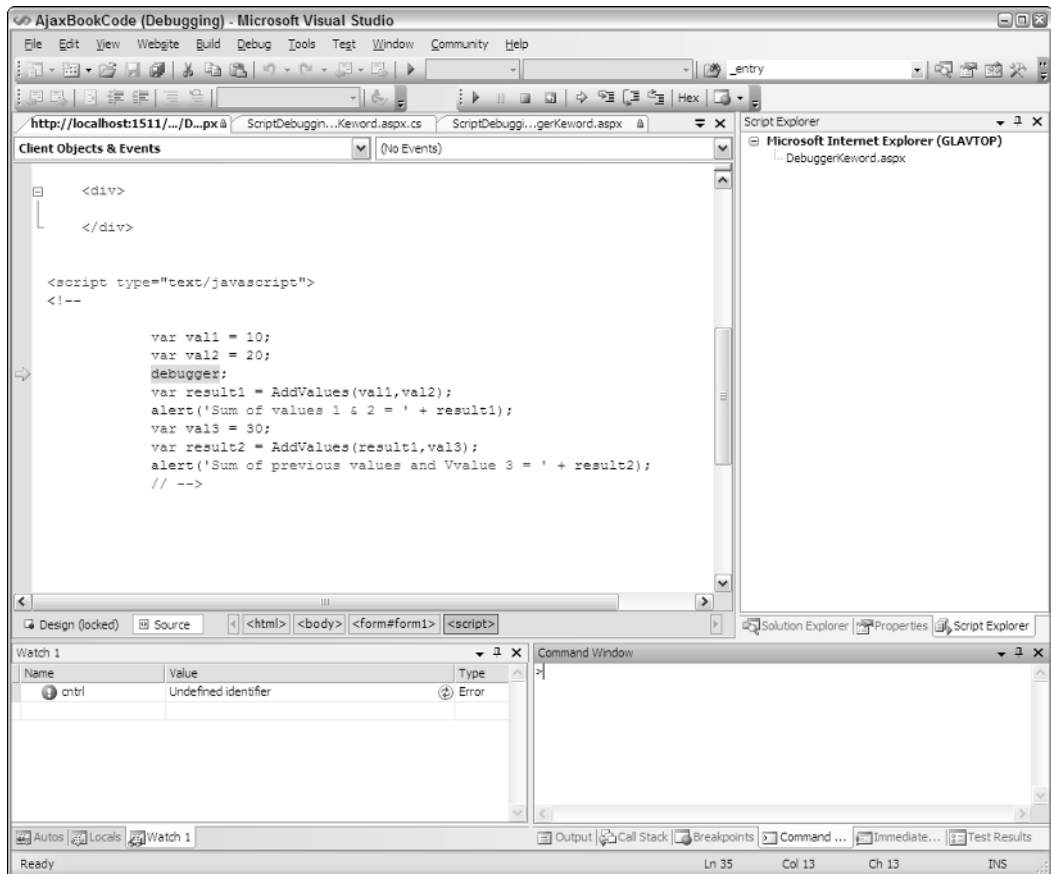 AjaxBookCode (Debugging) - Microsoft Visual Studio
File Edit View Website Build Debug Tools Test Window Community Help
_entry
Hex
http://localhost:1511/.../D...px ScriptDebuggin...Keword.aspx.cs ScriptDebuggi...gerKeword.aspx
Client Objects & Events (No Events)
<div>
</div>
<script type="text/javascript">
<!--
var val1 = 10;
var val2 = 20;
debugger;
var result1 = AddValues(val1,val2);
alert('Sum of values 1 & 2 = ' + result1);
var val3 = 30;
var result2 = AddValues(result1,val3);
alert('Sum of previous values and Vvalue 3 = ' + result2);
// -->
Design (locked) Source <html> <body> <form#form1> <script>
Script Explorer
Microsoft Internet Explorer (GLAVTOP)
DebuggerKeword.aspx
Solution Explorer Properties Script Explorer
Watch 1
Name Value Type
cntrl Undefined identifier Error
Autos Locals Watch 1
Command Window
>
Output Call Stack Breakpoints Command ... Immediate... Test Results
Ready Ln 35 Col 13 Ch 13 INS